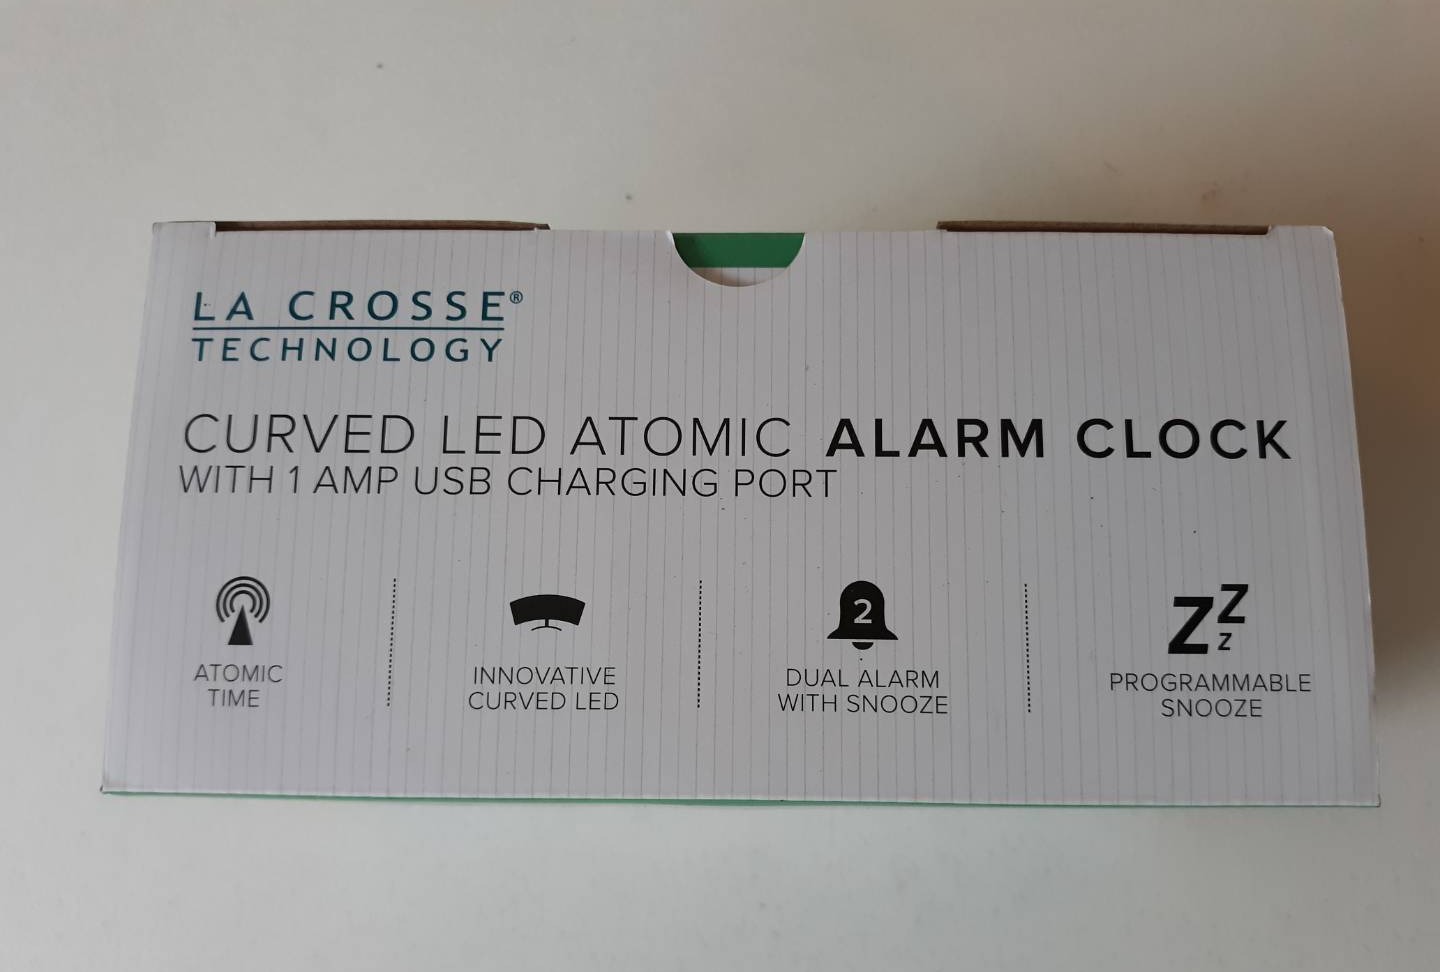 LA CROSSE®
TECHNOLOGY
CURVED LED ATOMIC ALARM CLOCK
WITH 1 AMP USB CHARGING PORT
ATOMIC
TIME
INNOVATIVE
CURVED LED
2
DUAL ALARM
WITH SNOOZE
ZZZ
PROGRAMMABLE
SNOOZE